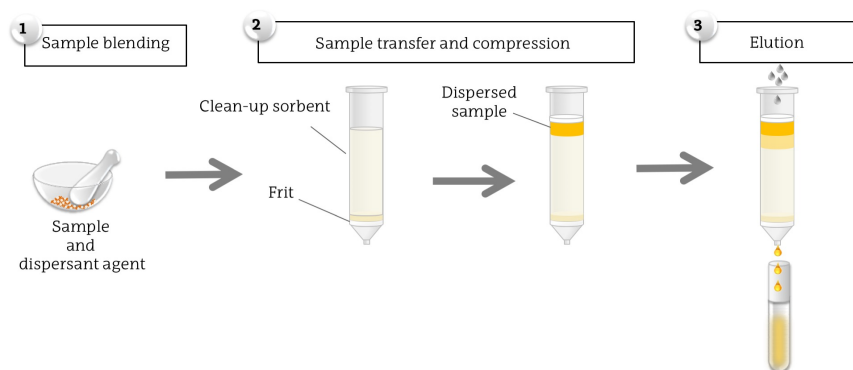 1
Sample blending
2
Sample transfer and compression
3
Elution
Clean-up sorbent
Dispersed
sample
Frit
Sample
and
dispersant agent